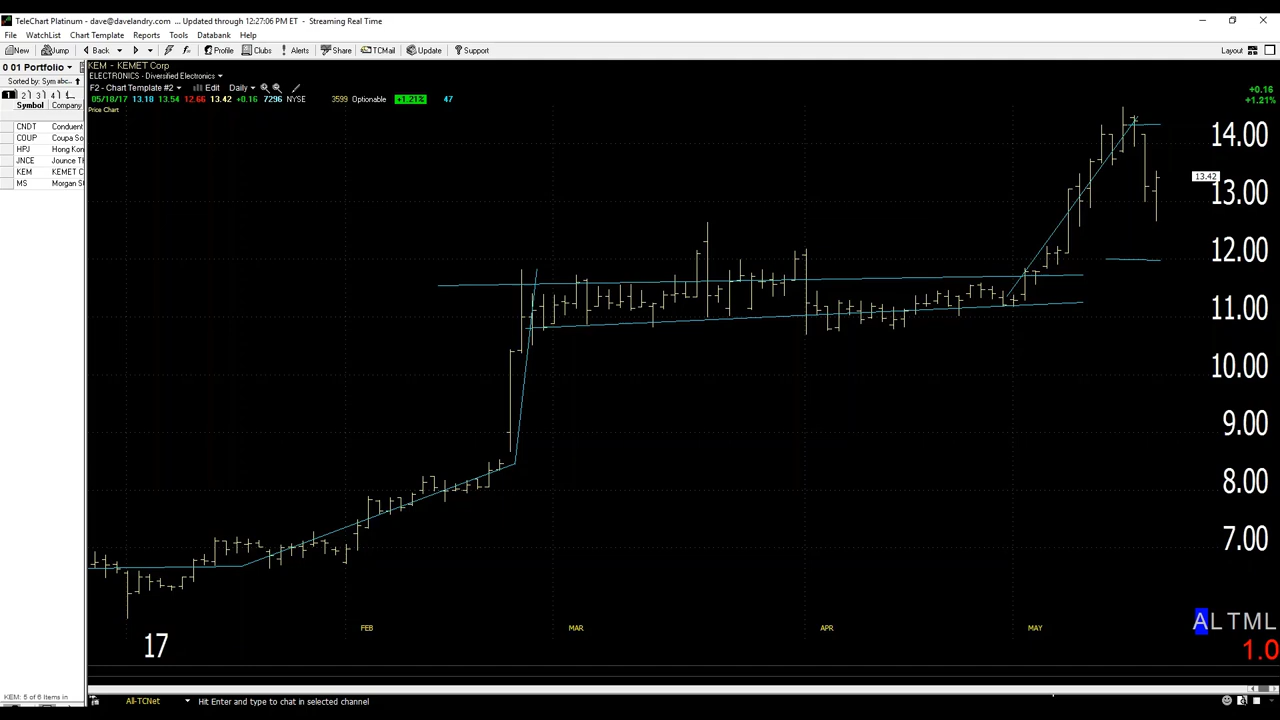 TeleChart Platinum - dave@davelandry.com ... Updated through 12:27:06 PM ET - Streaming Real Time
File WatchList Chart Template Reports Tools Databank Help
New Jump Back Profile Clubs Alerts Share TCMail Update Support Layout
0 01 Portfolio
Sorted by: Sym abc..
1 2 3 4
Symbol Company
CNDT Conduent
COUP Coupa So
HPJ Hong Kon
JNCE Jounce Th
KEM KEMET C
MS Morgan St
KEM - KEMET Corp
ELECTRONICS - Diversified Electronics
F2 - Chart Template #2 Edit Daily
05/18/17 13.18 13.54 12.66 13.42 +0.16 7296 NYSE 3599 Optionable +1.21% 47
Price Chart
+0.16
+1.21%
14.00
13.42
13.00
12.00
11.00
10.00
9.00
8.00
7.00
ALTML
1.0
FEB MAR APR MAY
17
KEM: 5 of 6 Items in
All-TCNet Hit Enter and type to chat in selected channel